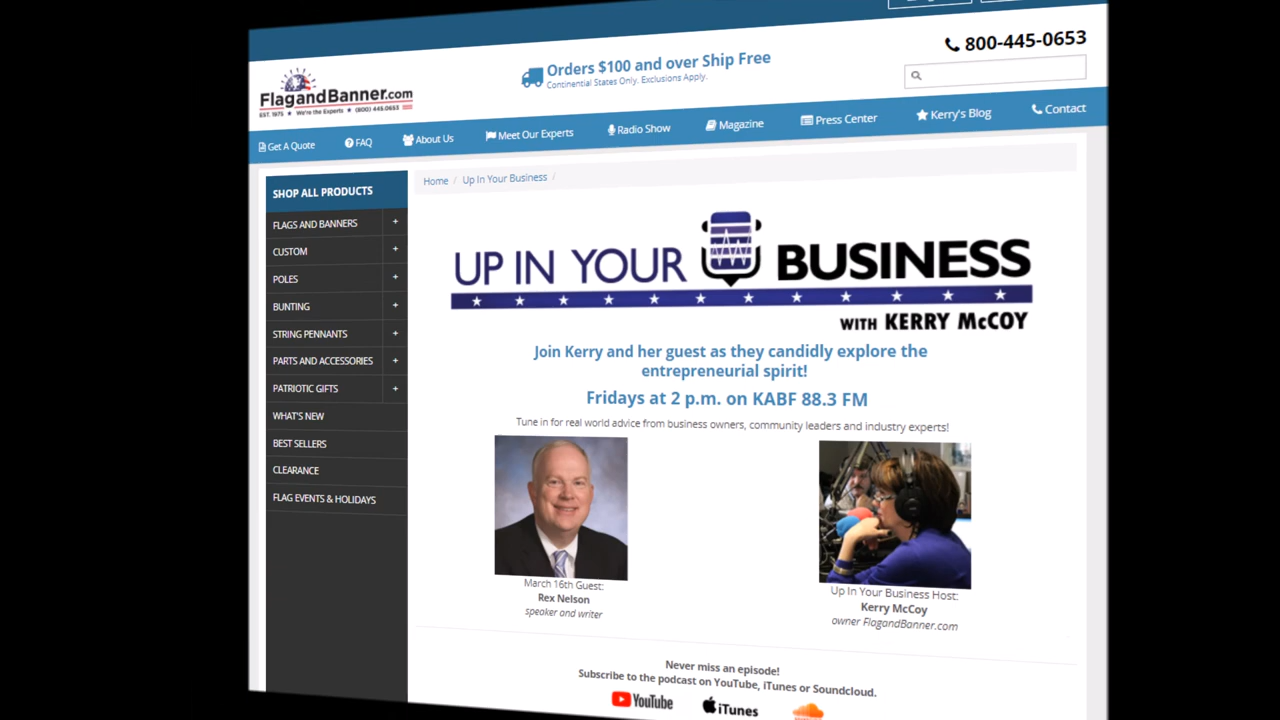 800-445-0653
Orders $100 and over Ship Free
Continential States Only. Exclusions Apply.
FlagandBanner.com
EST. 1975 ★ We're the Experts ★ (800) 445.0653
Get A Quote
FAQ
About Us
Meet Our Experts
Radio Show
Magazine
Press Center
Kerry's Blog
Contact
Home / Up In Your Business /
SHOP ALL PRODUCTS
FLAGS AND BANNERS +
CUSTOM +
POLES +
BUNTING +
STRING PENNANTS +
PARTS AND ACCESSORIES +
PATRIOTIC GIFTS +
WHAT'S NEW
BEST SELLERS
CLEARANCE
FLAG EVENTS & HOLIDAYS
UP IN YOUR BUSINESS
WITH KERRY McCOY
Join Kerry and her guest as they candidly explore the
entrepreneurial spirit!
Fridays at 2 p.m. on KABF 88.3 FM
Tune in for real world advice from business owners, community leaders and industry experts!
March 16th Guest:
Rex Nelson
speaker and writer
Up In Your Business Host:
Kerry McCoy
owner FlagandBanner.com
Never miss an episode!
Subscribe to the podcast on YouTube, iTunes or Soundcloud.
YouTube
iTunes